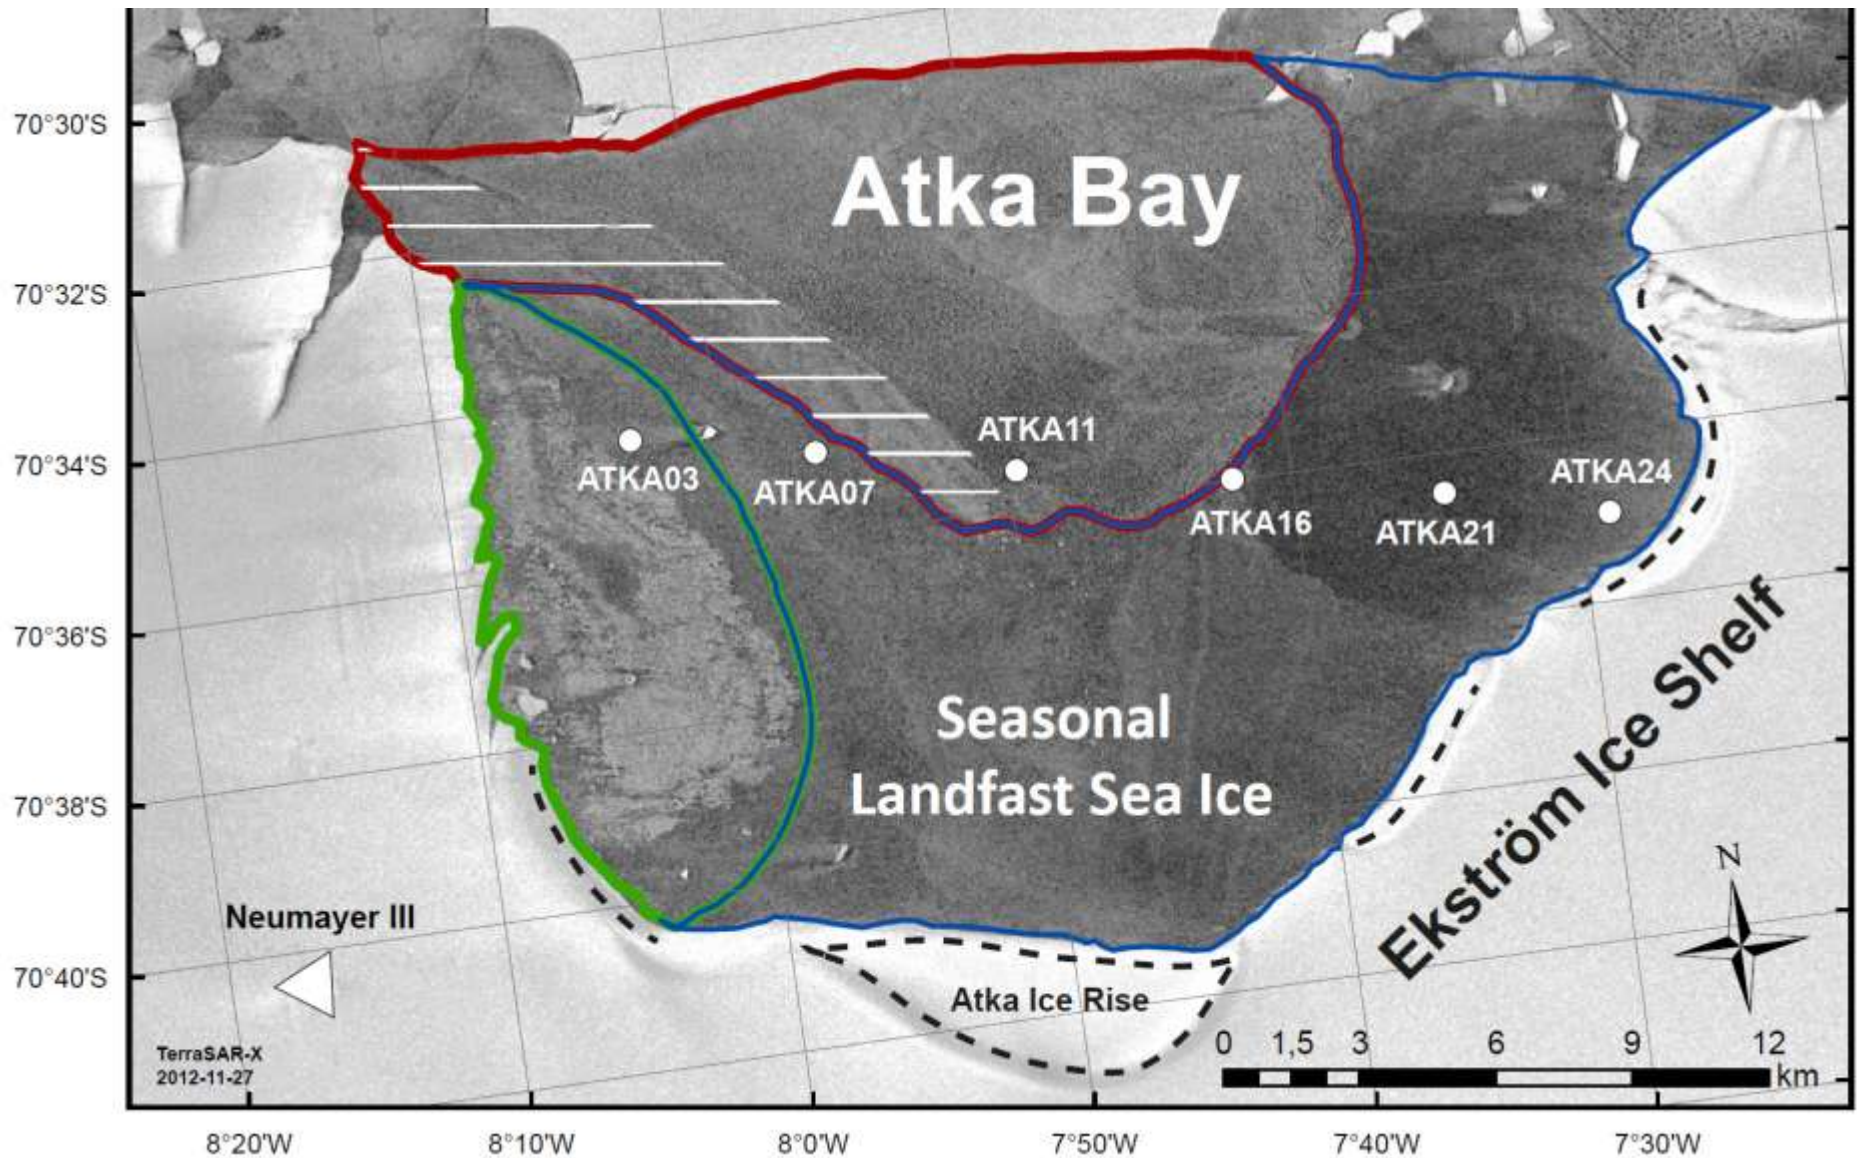 70°30'S
Atka Bay
70°32'S
ATKA11
70°34'S
ATKA03
ATKA07
ATKA24
ATKA16
ATKA21
70°36'S
Seasonal
Landfast Sea Ice
70°38'S
Ekström Ice Shelf
N
Neumayer III
70°40'S
Atka Ice Rise
TerraSAR-X
2012-11-27
0 1,5 3 6 9 12
km
8°20'W 8°10'W 8°0'W 7°50'W 7°40'W 7°30'W